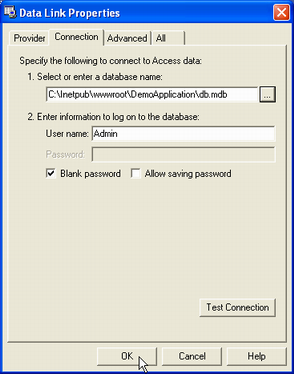 Data Link Properties
Provider Connection Advanced All
Specify the following to connect to Access data:
1. Select or enter a database name:
C:\Inetpub\wwwroot\DemoApplication\db.mdb ...
2. Enter information to log on to the database:
User name: Admin
Password:
Blank password Allow saving password
Test Connection
OK Cancel Help